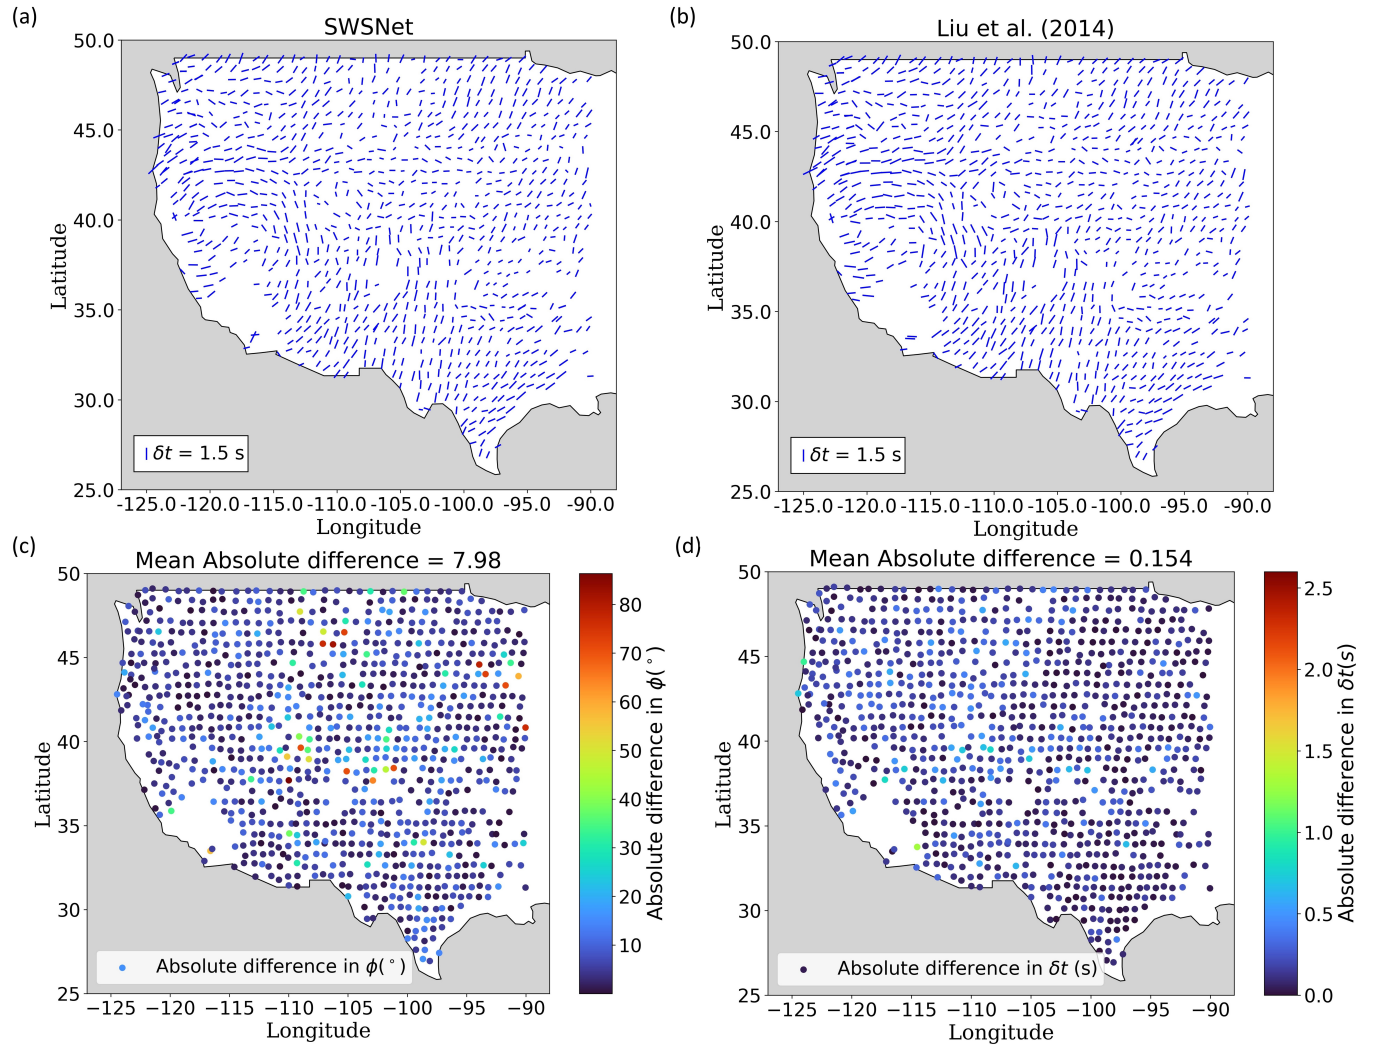 (a)
SWSNet
50.0
45.0
40.0
35.0
30.0
25.0
Latitude
δt = 1.5 s
-125.0 -120.0 -115.0 -110.0 -105.0 -100.0 -95.0 -90.0
Longitude
(b)
Liu et al. (2014)
50.0
45.0
40.0
35.0
30.0
25.0
Latitude
δt = 1.5 s
-125.0 -120.0 -115.0 -110.0 -105.0 -100.0 -95.0 -90.0
Longitude
(c)
Mean Absolute difference = 7.98
50
45
40
35
30
25
Latitude
Absolute difference in ϕ(°)
−125 −120 −115 −110 −105 −100 −95 −90
Longitude
80
70
60
50
40
30
20
10
Absolute difference in ϕ(°)
(d)
Mean Absolute difference = 0.154
50
45
40
35
30
25
Latitude
Absolute difference in δt (s)
−125 −120 −115 −110 −105 −100 −95 −90
Longitude
2.5
2.0
1.5
1.0
0.5
0.0
Absolute difference in δt(s)